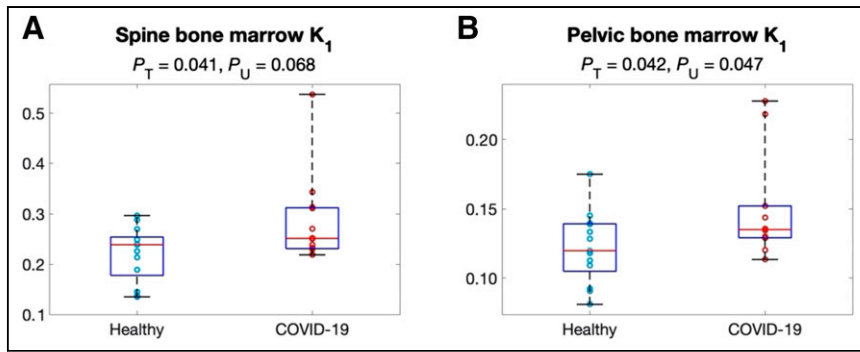 A
Spine bone marrow K1
PT = 0.041, PU = 0.068
0.5
0.4
0.3
0.2
0.1
Healthy COVID-19
B
Pelvic bone marrow K1
PT = 0.042, PU = 0.047
0.20
0.15
0.10
Healthy COVID-19